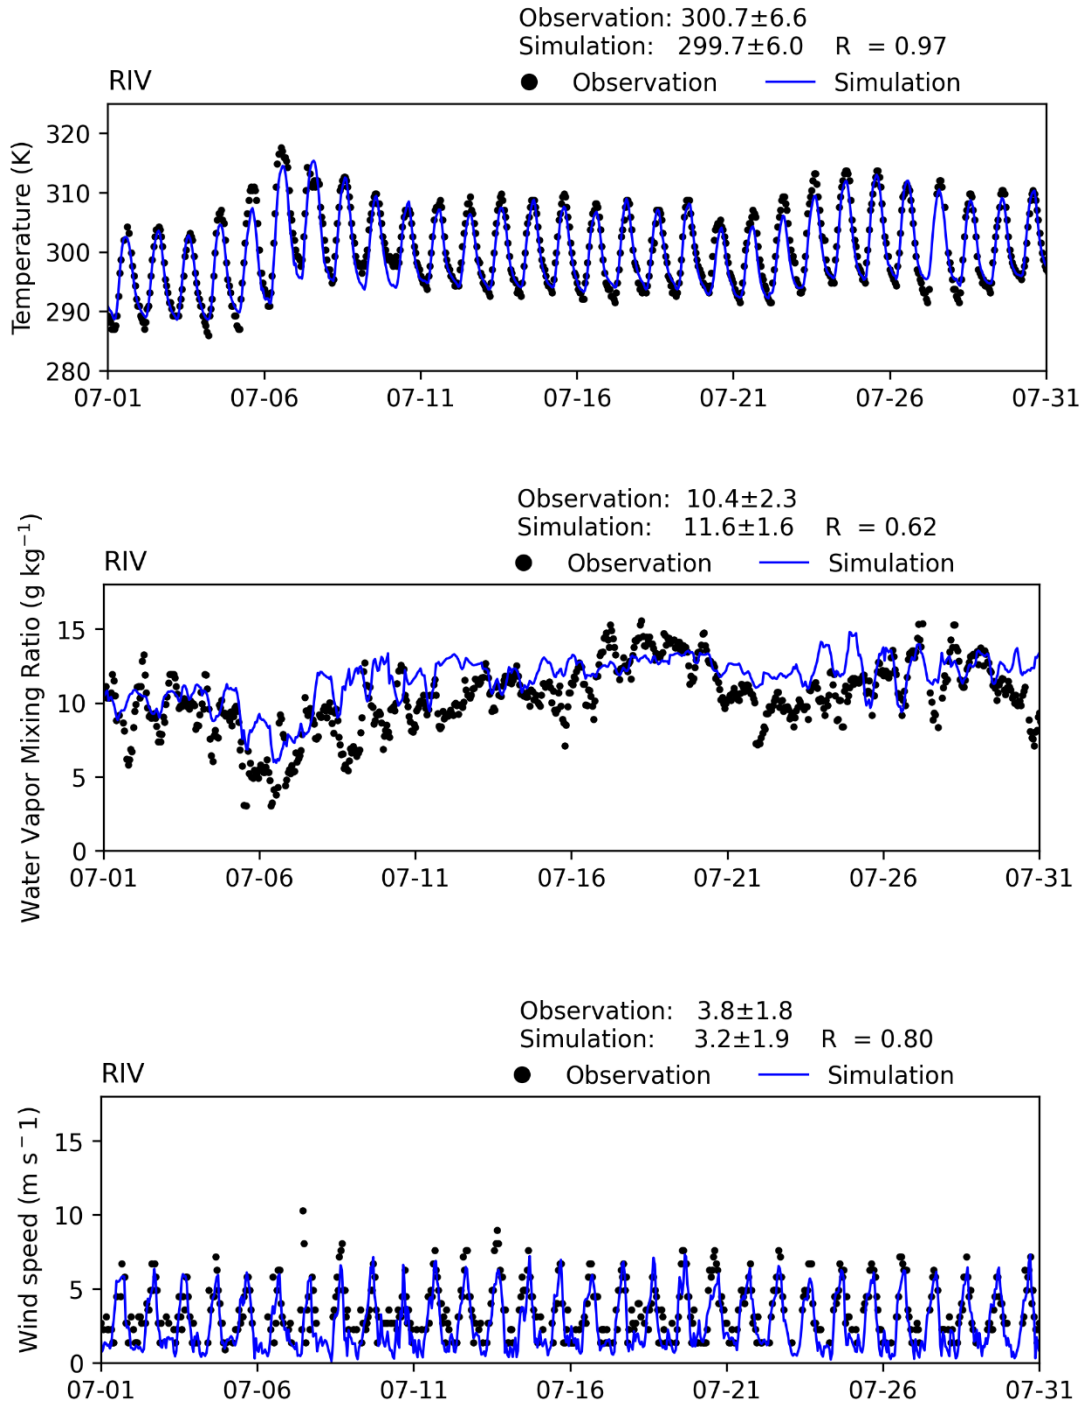 Observation: 300.7±6.6
Simulation: 299.7±6.0 R = 0.97
RIV
Observation Simulation
Temperature (K)
320
310
300
290
280
07-01 07-06 07-11 07-16 07-21 07-26 07-31
Observation: 10.4±2.3
Simulation: 11.6±1.6 R = 0.62
RIV
Observation Simulation
Water Vapor Mixing Ratio (g kg⁻¹)
15
10
5
0
07-01 07-06 07-11 07-16 07-21 07-26 07-31
Observation: 3.8±1.8
Simulation: 3.2±1.9 R = 0.80
RIV
Observation Simulation
Wind speed (m s⁻1)
15
10
5
0
07-01 07-06 07-11 07-16 07-21 07-26 07-31